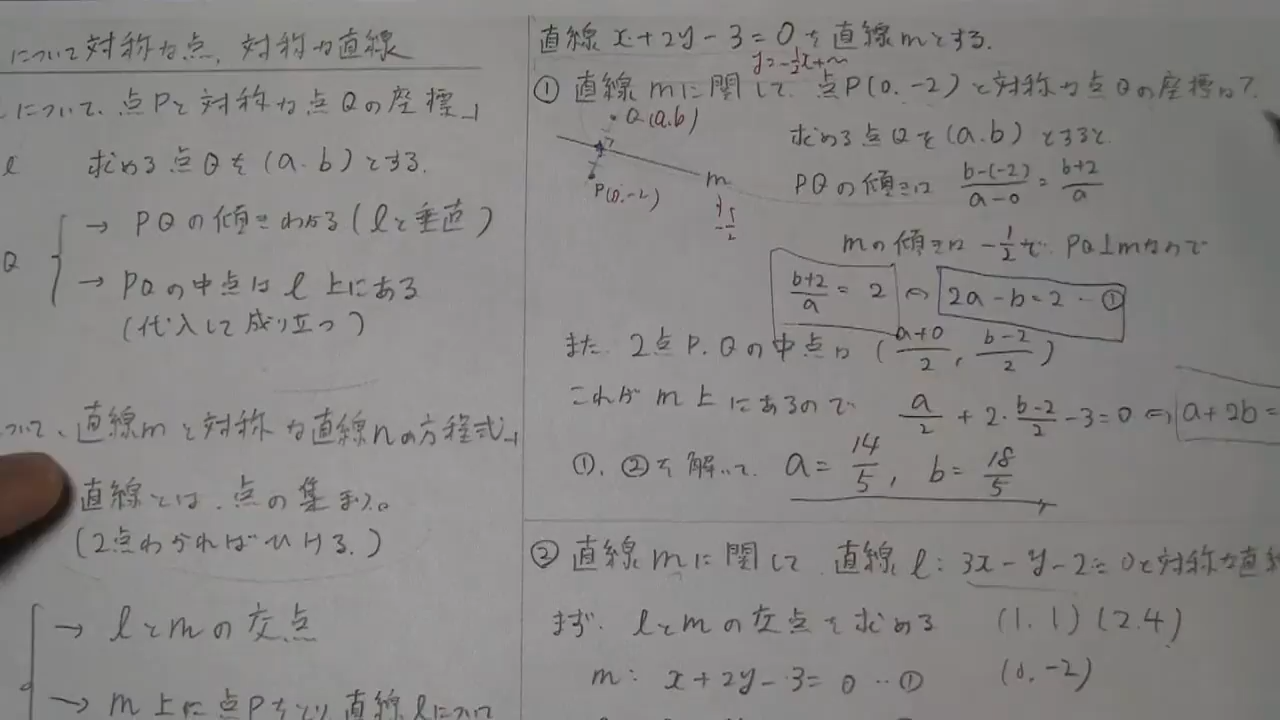 について対称な点、対称な直線
について、点Pと対称な点Qの座標
l 求める点Qを(a.b)とする.
Q
→ PQの傾きわかる(lと垂直)
→ PQの中点は l 上にある
(代入して成り立つ)
ついて、直線mと対称な直線nの方程式
直線とは、点の集まり。
(2点わかればひける.)
→ lとmの交点
→ m上に点Pをとり直線lについて
直線 x+2y-3=0を直線mとする.
y=-1/2x+m
① 直線mに関して、点P(0.-2)と対称な点Qの座標は?
Q(a.b)
求める点Qを(a.b)とすると.
P(0.-2)
m
-1/2
PQの傾きは (b-(-2))/(a-0) = (b+2)/a
mの傾きは -1/2で. PQ⊥mなので
(b+2)/a = 2 ⇔ 2a-b=2 … ①
また 2点P.Qの中点は ((a+0)/2, (b-2)/2)
これが m上にあるので a/2 + 2・(b-2)/2 - 3=0 ⇔ a+2b=
①, ②を解いて. a= 14/5, b= 18/5
② 直線mに関して、直線l: 3x-y-2=0と対称な直線
まず. lとmの交点を求める (1.1)(2.4)
m: x+2y-3=0 …① (0.-2)